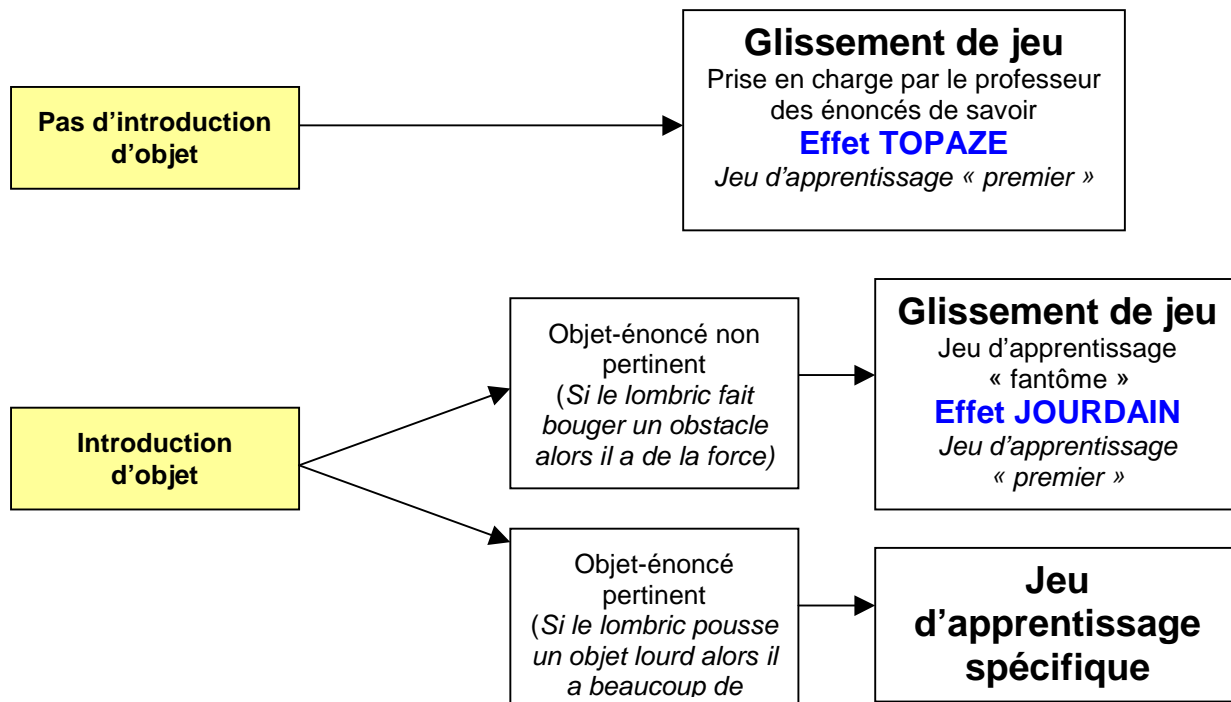 Pas d'introduction
d'objet
Glissement de jeu
Prise en charge par le professeur
des énoncés de savoir
Effet TOPAZE
Jeu d'apprentissage « premier »
Introduction
d'objet
Objet-énoncé non
pertinent
(Si le lombric fait
bouger un obstacle
alors il a de la force)
Glissement de jeu
Jeu d'apprentissage
« fantôme »
Effet JOURDAIN
Jeu d'apprentissage
« premier »
Objet-énoncé
pertinent
(Si le lombric pousse
un objet lourd alors il
a beaucoup de
Jeu
d'apprentissage
spécifique